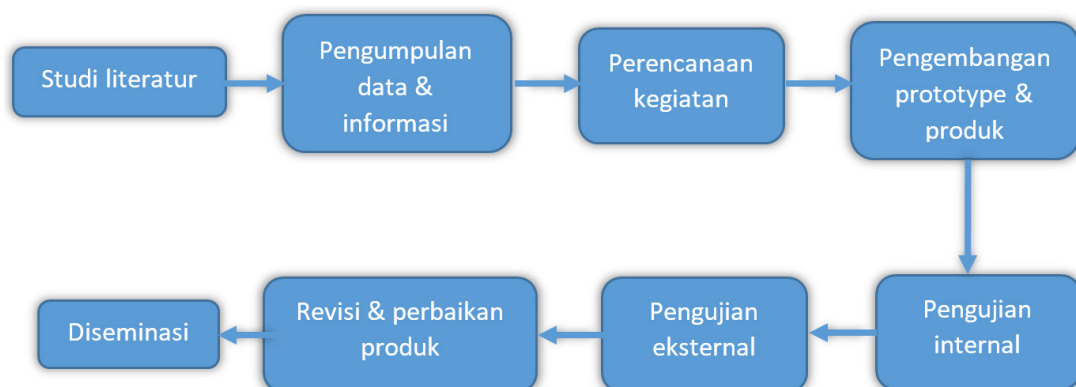 Studi literatur
Pengumpulan
data &
informasi
Perencanaan
kegiatan
Pengembangan
prototype &
produk
Pengujian
internal
Pengujian
eksternal
Revisi & perbaikan
produk
Diseminasi